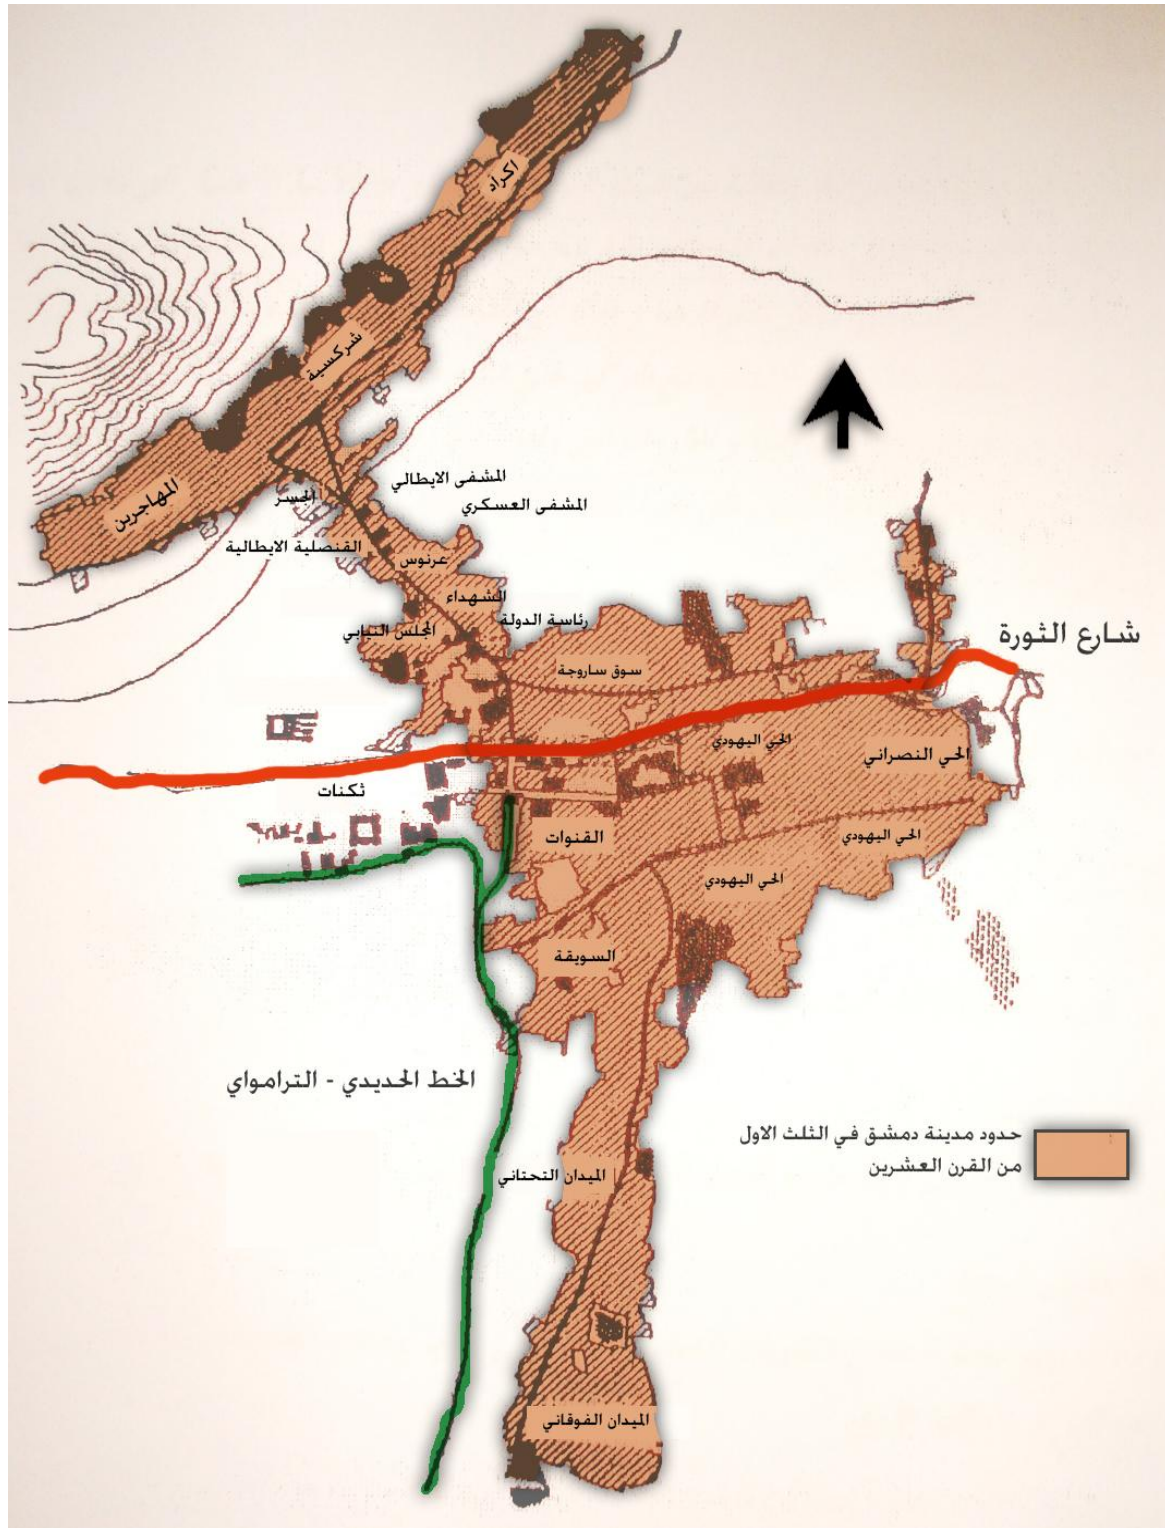 اكراد
شركسية
المهاجرين
المشفى الايطالي
الجسر
المشفى العسكري
القنصلية الايطالية
عرنوس
الشهداء
رئاسة الدولة
المجلس النيابي
شارع الثورة
سوق ساروجة
الحي اليهودي
الحي النصراني
ثكنات
القنوات
الحي اليهودي
الحي اليهودي
السويقة
الخط الحديدي - الترامواي
حدود مدينة دمشق في الثلث الاول
من القرن العشرين
الميدان التحتاني
الميدان الفوقاني